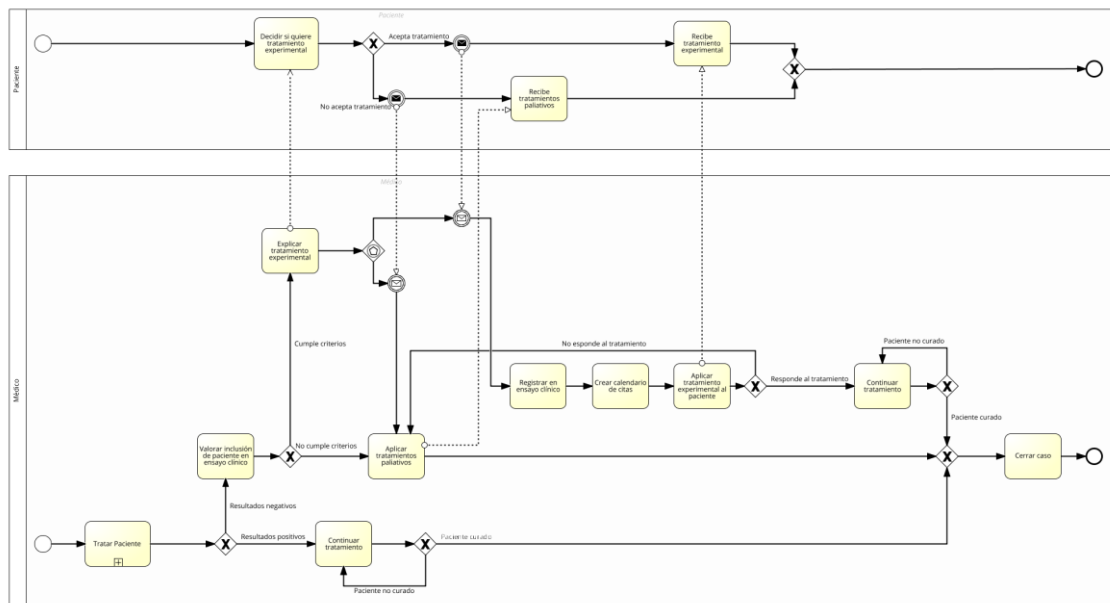 Paciente
Paciente
Decidir si quiere
tratamiento
experimental
Acepta tratamiento
No acepta tratamiento
Recibe
tratamientos
paliativos
Recibe
tratamiento
experimental
Médico
Médico
Explicar
tratamiento
experimental
Cumple criterios
No esponde al tratamiento
Registrar en
ensayo clínico
Crear calendario
de citas
Aplicar
tratamiento
experimental al
paciente
Responde al tratamiento
Paciente no curado
Continuar
tratamiento
Paciente curado
Valorar inclusión
de paciente en
ensayo clínico
No cumple criterios
Aplicar
tratamientos
paliativos
Cerrar caso
Resultados negativos
Tratar Paciente
Resultados positivos
Continuar
tratamiento
Paciente curado
Paciente no curado